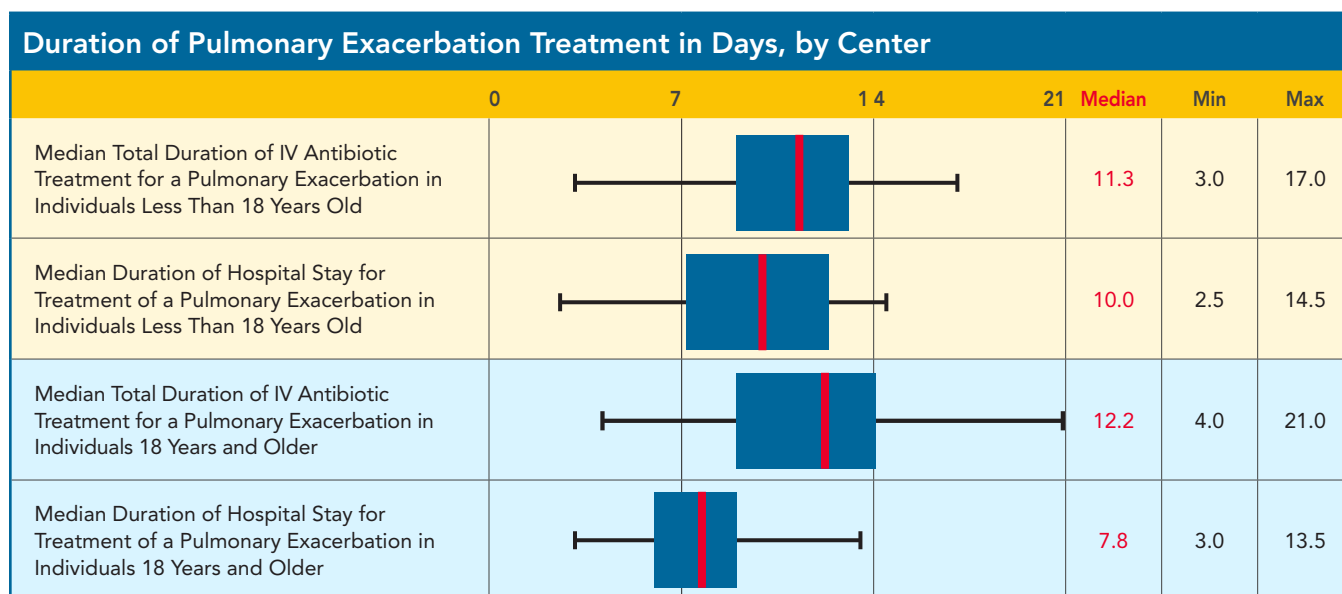 Duration of Pulmonary Exacerbation Treatment in Days, by Center
0 7 1 4 21 Median Min Max
Median Total Duration of IV Antibiotic
Treatment for a Pulmonary Exacerbation in
Individuals Less Than 18 Years Old
11.3 3.0 17.0
Median Duration of Hospital Stay for
Treatment of a Pulmonary Exacerbation in
Individuals Less Than 18 Years Old
10.0 2.5 14.5
Median Total Duration of IV Antibiotic
Treatment for a Pulmonary Exacerbation in
Individuals 18 Years and Older
12.2 4.0 21.0
Median Duration of Hospital Stay for
Treatment of a Pulmonary Exacerbation in
Individuals 18 Years and Older
7.8 3.0 13.5